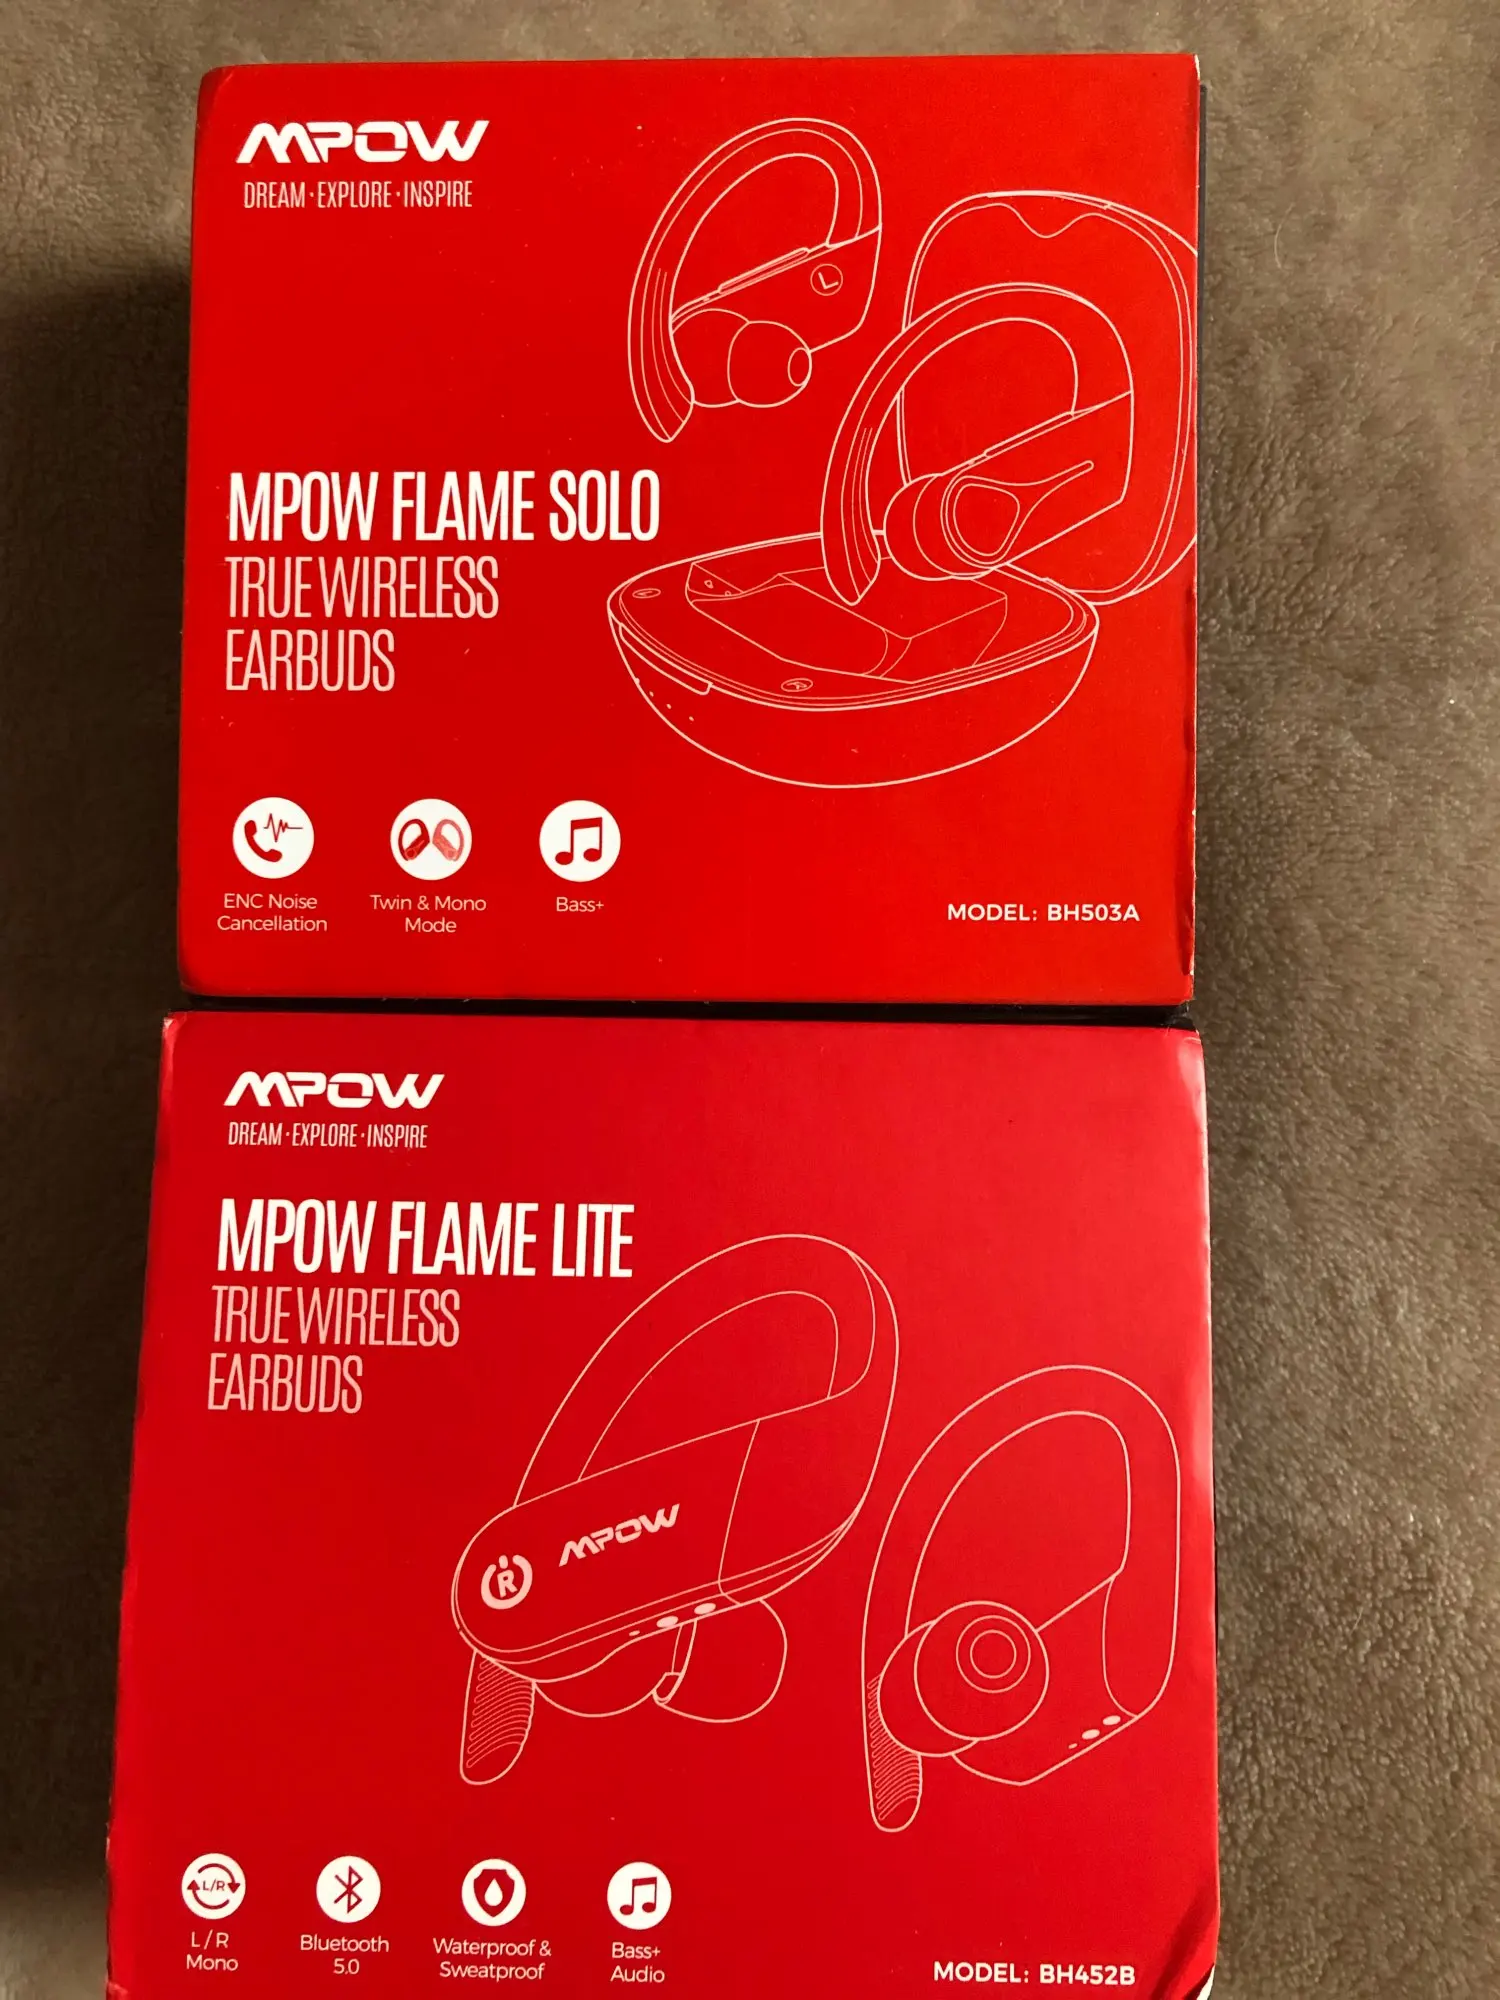 MPOW
DREAM·EXPLORE·INSPIRE
L
MPOW FLAME SOLO
TRUE WIRELESS
EARBUDS
ENC Noise
Cancellation
Twin & Mono
Mode
Bass+
MODEL: BH503A
MPOW
DREAM·EXPLORE·INSPIRE
MPOW FLAME LITE
TRUE WIRELESS
EARBUDS
R
MPOW
L/R
L/R
Mono
Bluetooth
5.0
Waterproof &
Sweatproof
Bass+
Audio
MODEL: BH452B